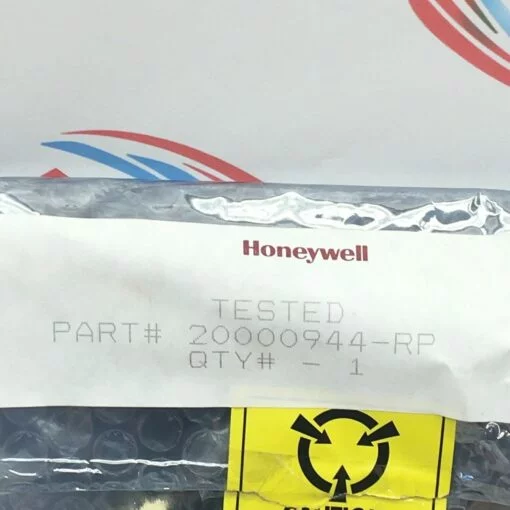 Honeywell
TESTED
PART# 20000944-RP
QTY# - 1